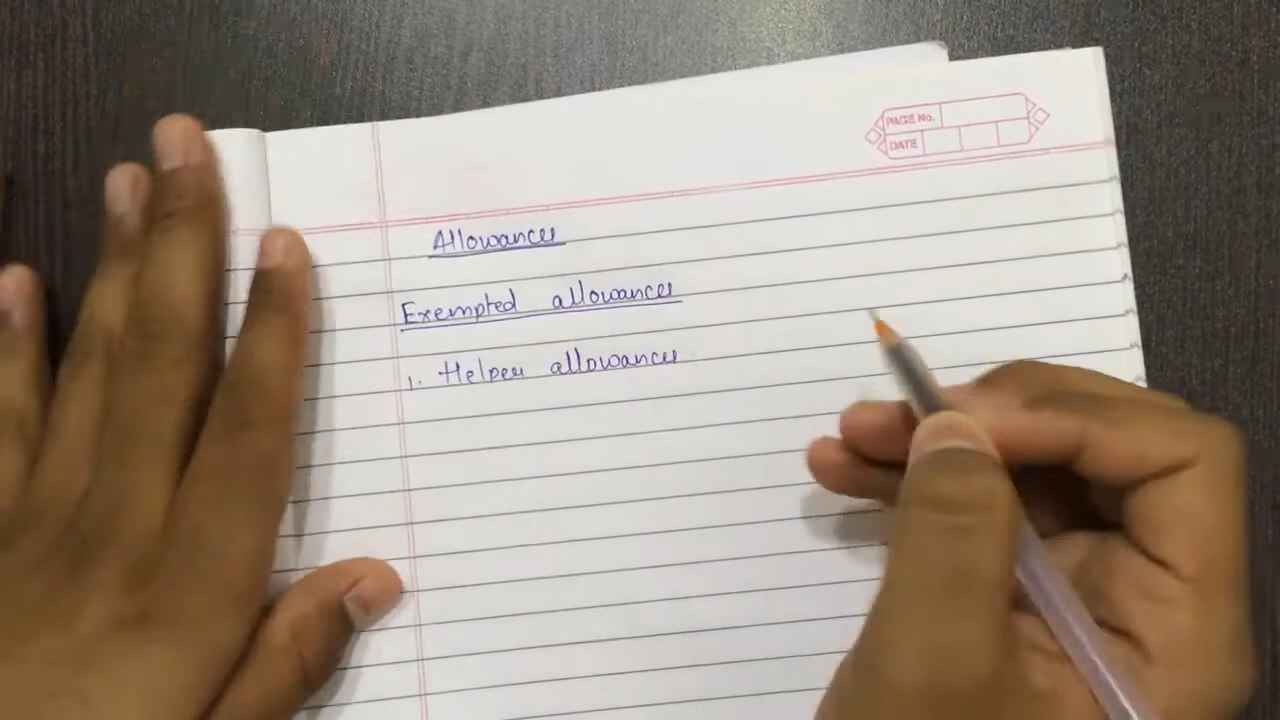 PAGE No.
DATE
Allowances
Exempted allowances
1. Helper allowances